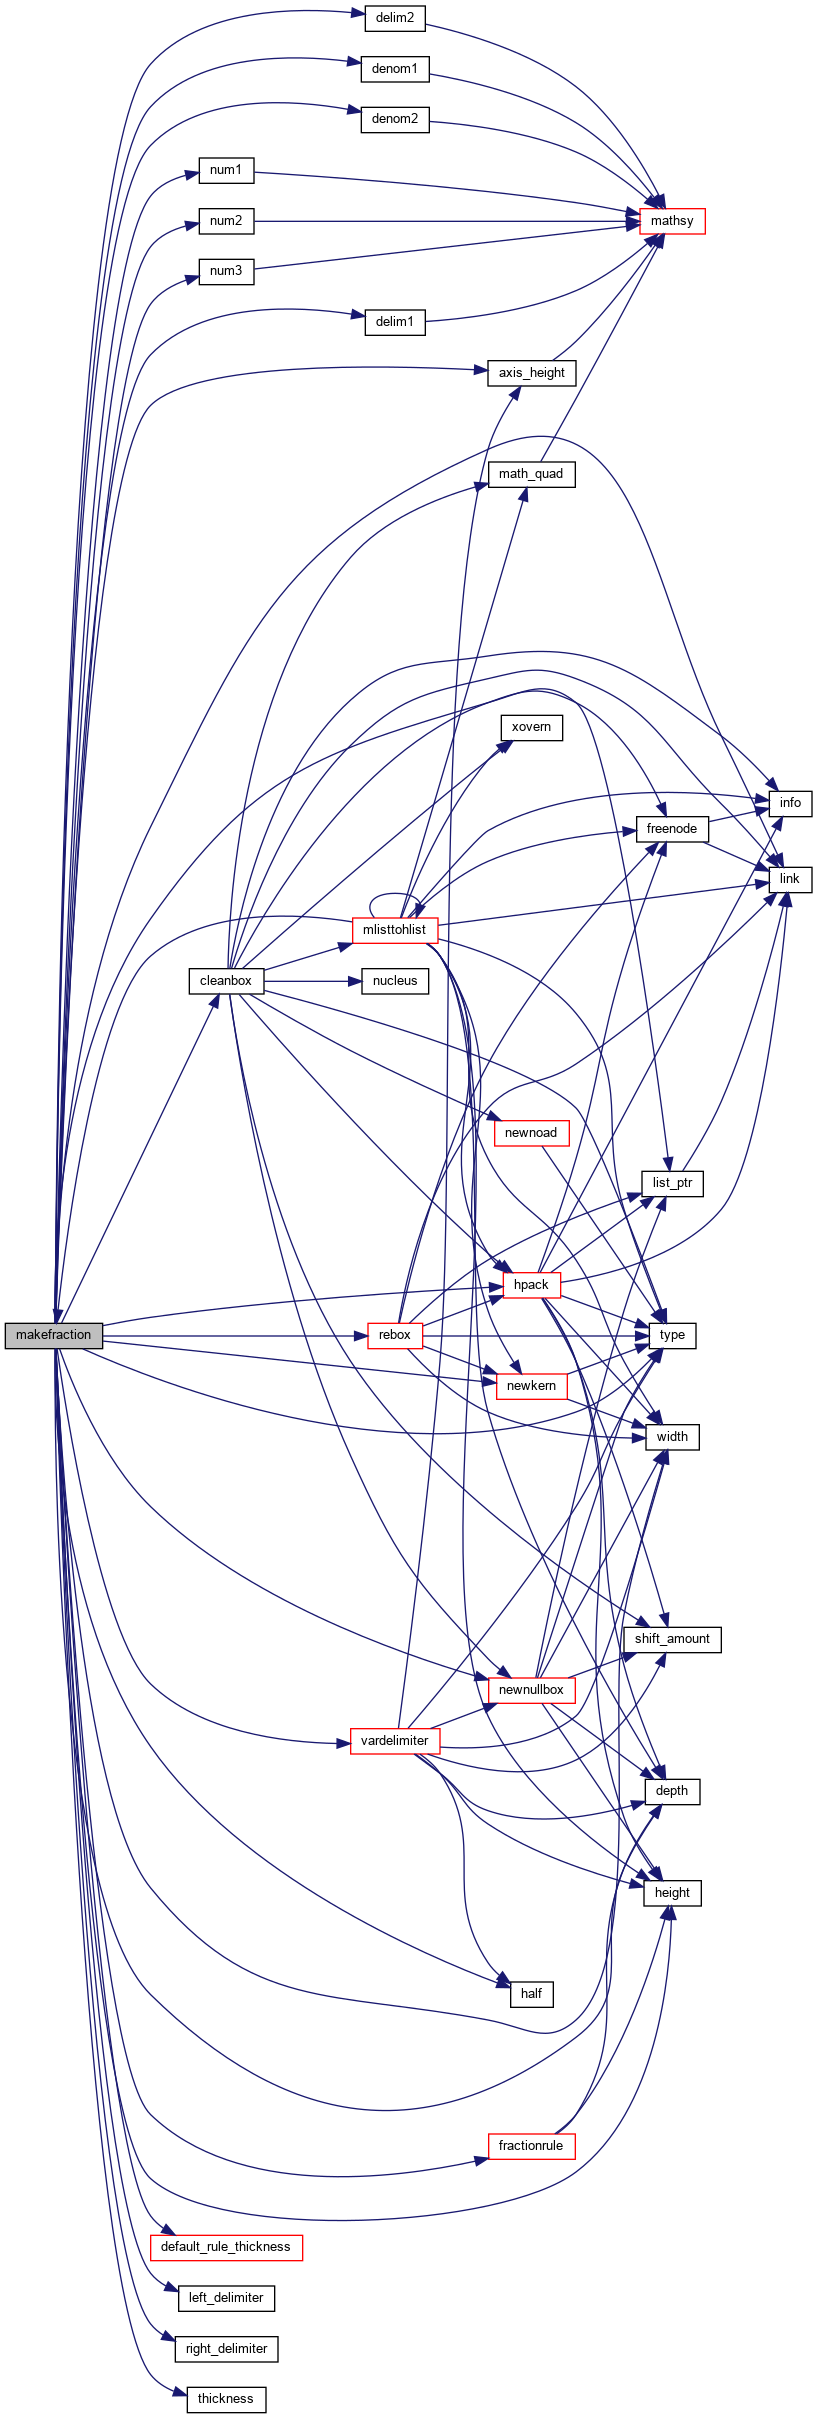 delim2
denom1
denom2
num1
num2
mathsy
num3
delim1
axis_height
math_quad
xovern
info
freenode
link
mlisttohlist
cleanbox
nucleus
newnoad
list_ptr
hpack
makefraction
rebox
type
newkern
width
shift_amount
newnullbox
vardelimiter
depth
height
half
fractionrule
default_rule_thickness
left_delimiter
right_delimiter
thickness